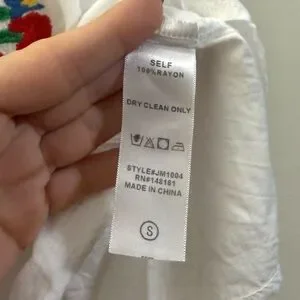 SELF
100%RAYON
DRY CLEAN ONLY
STYLE#JM1004
RN#148181
MADE IN CHINA
S